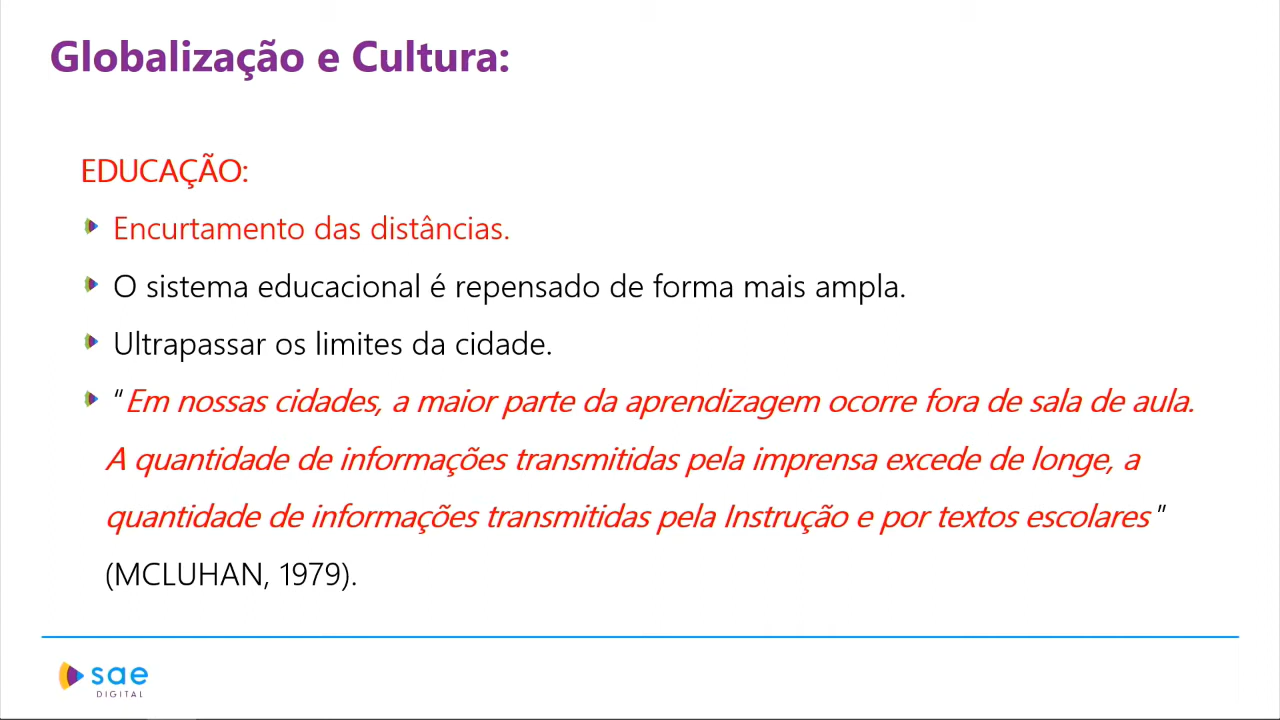 Globalização e Cultura:
EDUCAÇÃO:
Encurtamento das distâncias.
O sistema educacional é repensado de forma mais ampla.
Ultrapassar os limites da cidade.
"Em nossas cidades, a maior parte da aprendizagem ocorre fora de sala de aula.
A quantidade de informações transmitidas pela imprensa excede de longe, a
quantidade de informações transmitidas pela Instrução e por textos escolares"
(MCLUHAN, 1979).
sae
DIGITAL